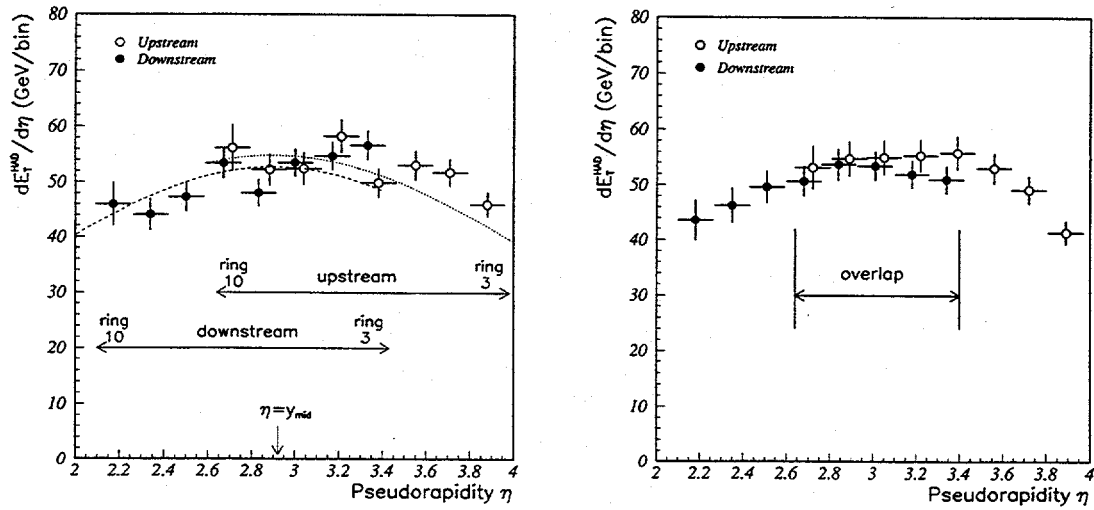 80
70
60
50
40
30
20
10
0
dE_T^HAD/dη (GeV/bin)
Upstream
Downstream
ring
10
upstream
ring
3
ring
10
downstream
ring
3
η=y_mid
2
2.2
2.4
2.6
2.8
3
3.2
3.4
3.6
3.8
4
Pseudorapidity η
80
70
60
50
40
30
20
10
0
dE_T^HAD/dη (GeV/bin)
Upstream
Downstream
overlap
2
2.2
2.4
2.6
2.8
3
3.2
3.4
3.6
3.8
4
Pseudorapidity η